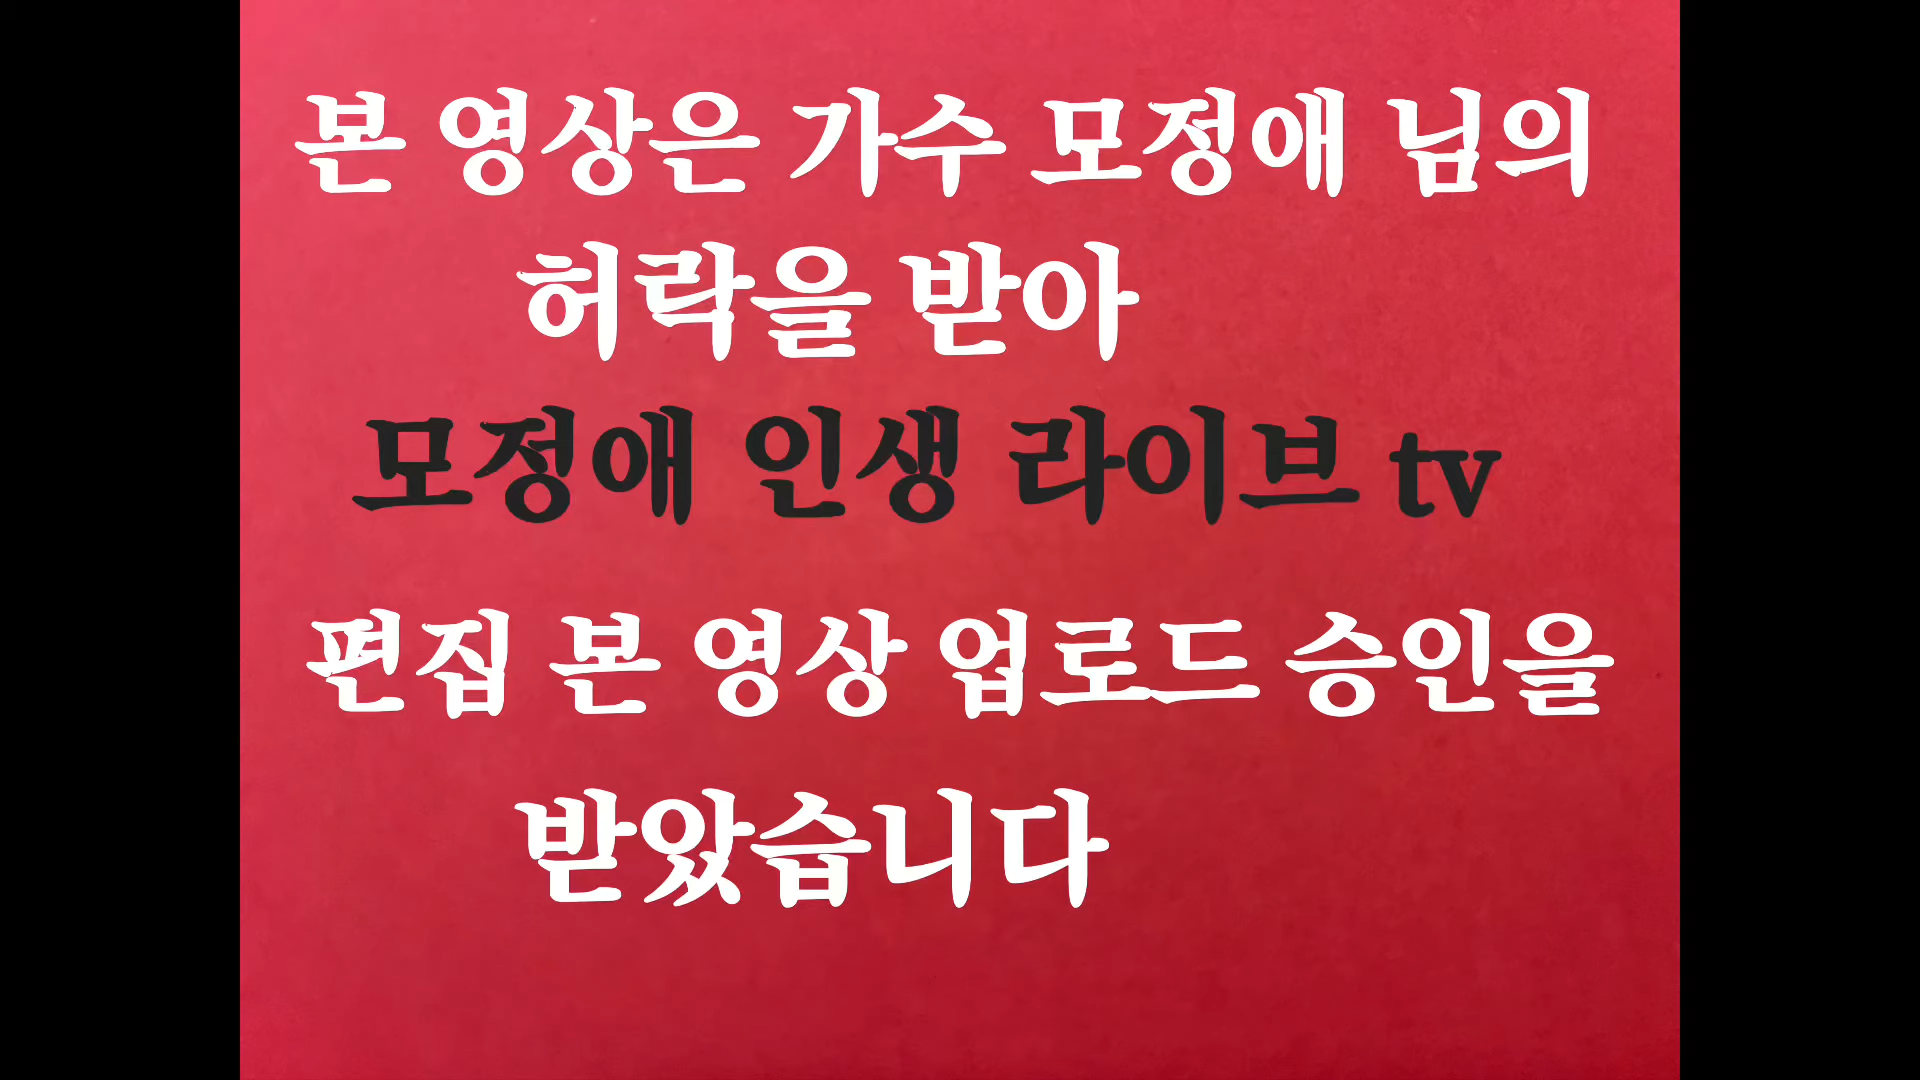 본 영상은 가수 모정애 님의
허락을 받아
모정애 인생 라이브 tv
편집 본 영상 업로드 승인을
받았습니다